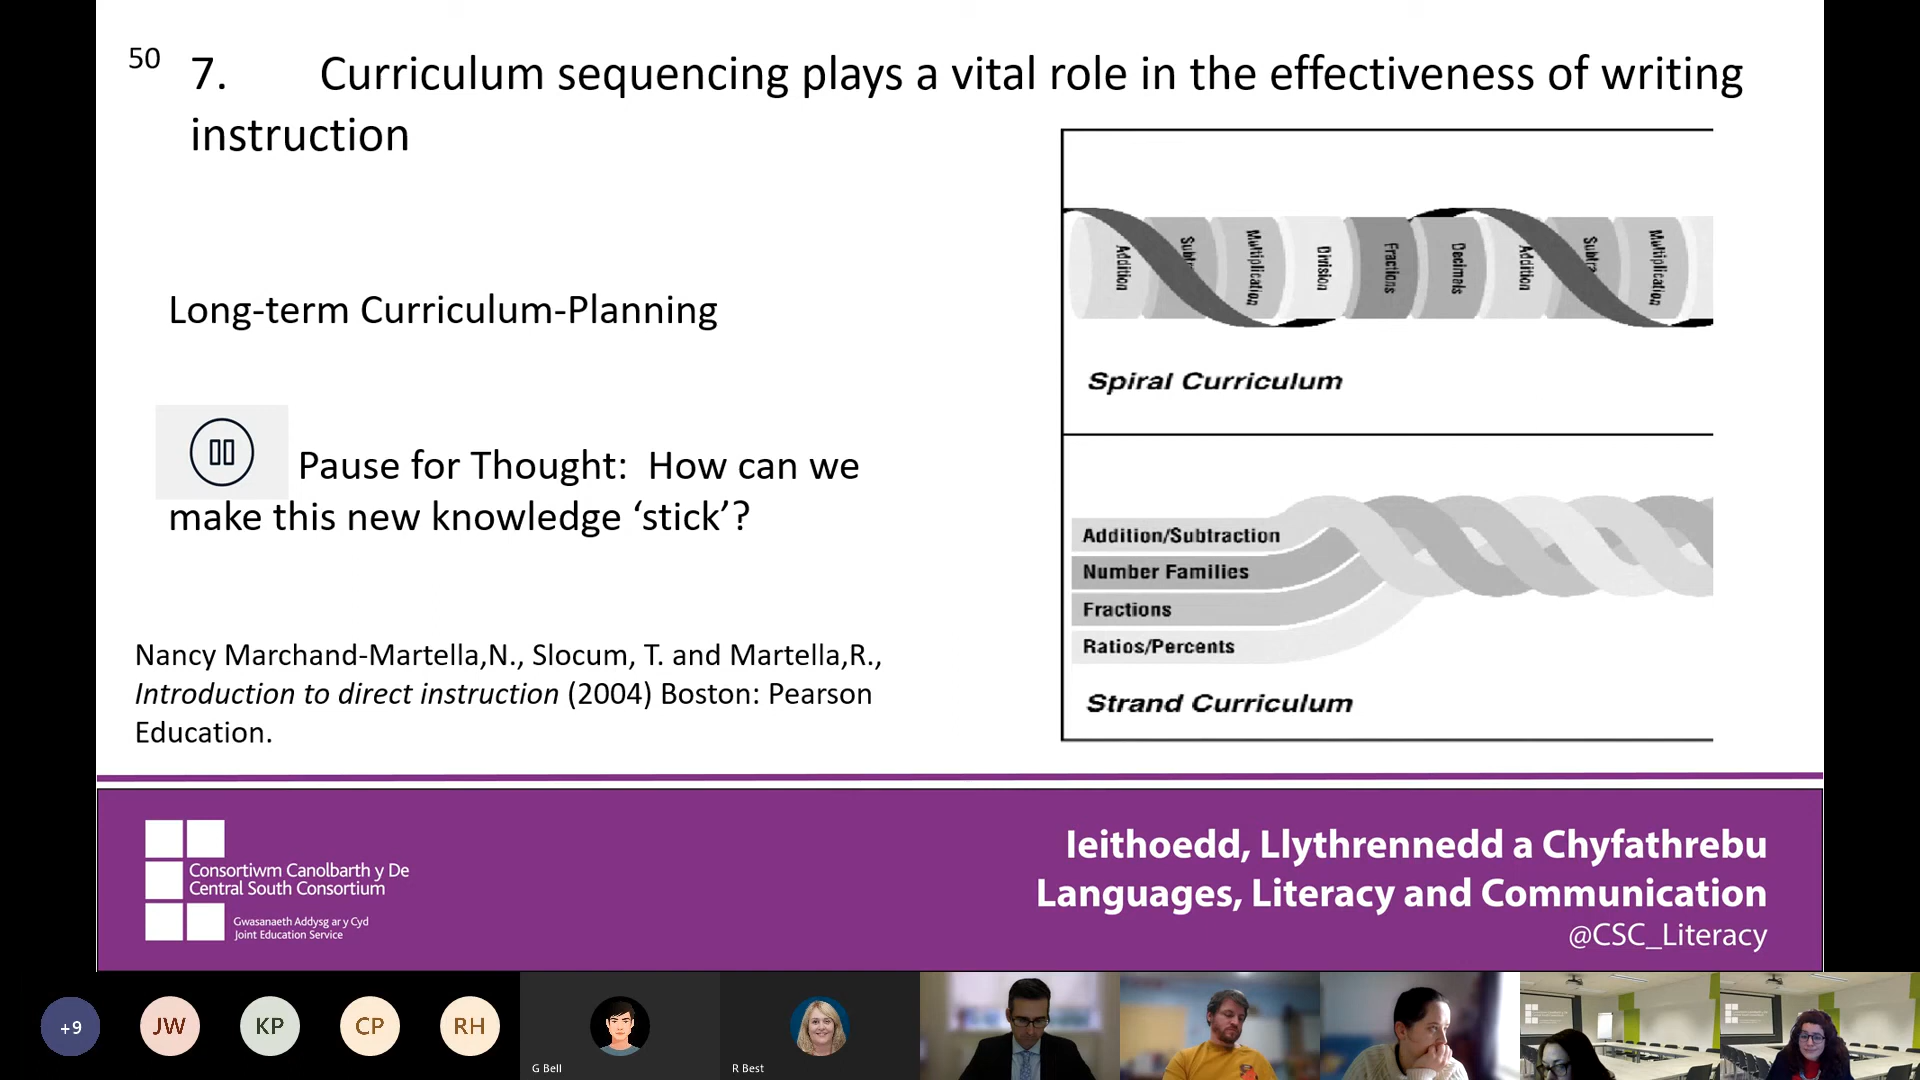 50
7. Curriculum sequencing plays a vital role in the effectiveness of writing
instruction
Long-term Curriculum-Planning
Pause for Thought: How can we
make this new knowledge ‘stick’?
Nancy Marchand-Martella,N., Slocum, T. and Martella,R.,
Introduction to direct instruction (2004) Boston: Pearson
Education.
Addition
Subtra
Multiplication
Division
Fractions
Decimels
Addition
Subtra
Multiplication
Spiral Curriculum
Addition/Subtraction
Number Families
Fractions
Ratios/Percents
Strand Curriculum
Consortiwm Canolbarth y De
Central South Consortium
Gwasanaeth Addysg ar y Cyd
Joint Education Service
Ieithoedd, Llythrennedd a Chyfathrebu
Languages, Literacy and Communication
@CSC_Literacy
+9
JW
KP
CP
RH
G Bell
R Best